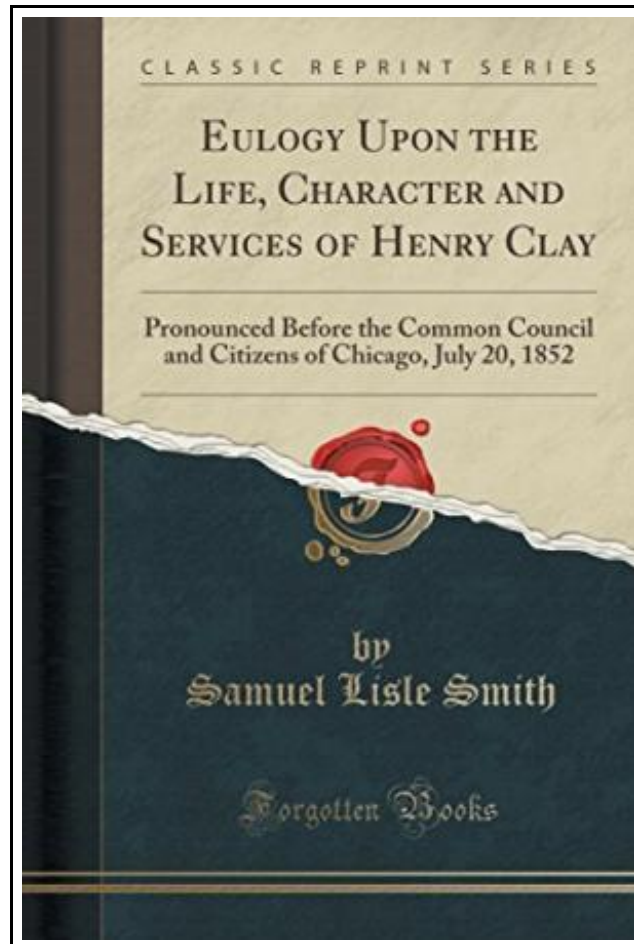 CLASSIC REPRINT SERIES
EULOGY UPON THE
LIFE, CHARACTER AND
SERVICES OF HENRY CLAY
Pronounced Before the Common Council
and Citizens of Chicago, July 20, 1852
by
Samuel Lisle Smith
Forgotten Books